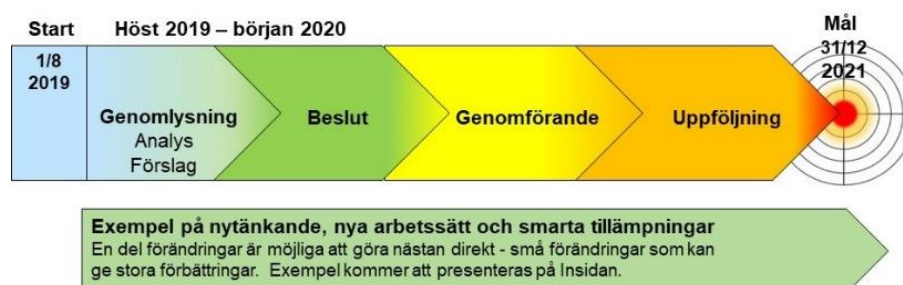 Start
Höst 2019 – början 2020
Mål
31/12
2021
1/8
2019
Genomlysning
Analys
Förslag
Beslut
Genomförande
Uppföljning
Exempel på nytänkande, nya arbetssätt och smarta tillämpningar
En del förändringar är möjliga att göra nästan direkt - små förändringar som kan
ge stora förbättringar. Exempel kommer att presenteras på Insidan.